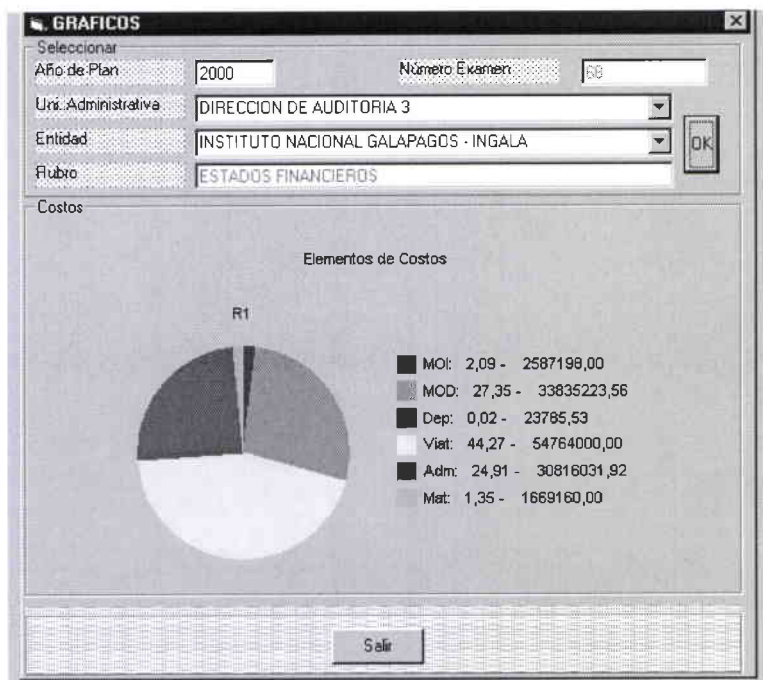 GRAFICOS
Seleccionar
Año de Plan 2000 Número Examen 68
Uni. Administrativa DIRECCION DE AUDITORIA 3
Entidad INSTITUTO NACIONAL GALAPAGOS - INGALA
OK
Rubro ESTADOS FINANCIEROS
Costos
Elementos de Costos
R1
MOI: 2,09 - 2587198,00
MOD: 27,35 - 33835223,56
Dep: 0,02 - 23785,53
Viat: 44,27 - 54764000,00
Adm: 24,91 - 30816031,92
Mat: 1,35 - 1669160,00
Salir